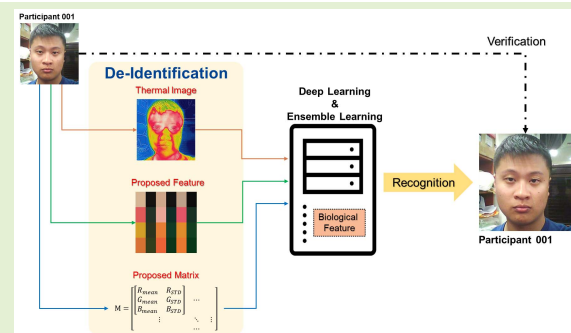 Participant 001
Verification
De-Identification
Thermal Image
Deep Learning
&
Ensemble Learning
Proposed Feature
Recognition
Biological
Feature
Participant 001
Proposed Matrix
M = [[R_mean R_STD
G_mean G_STD
B_mean B_STD] ...
⋮ ⋱ ⋮
...]